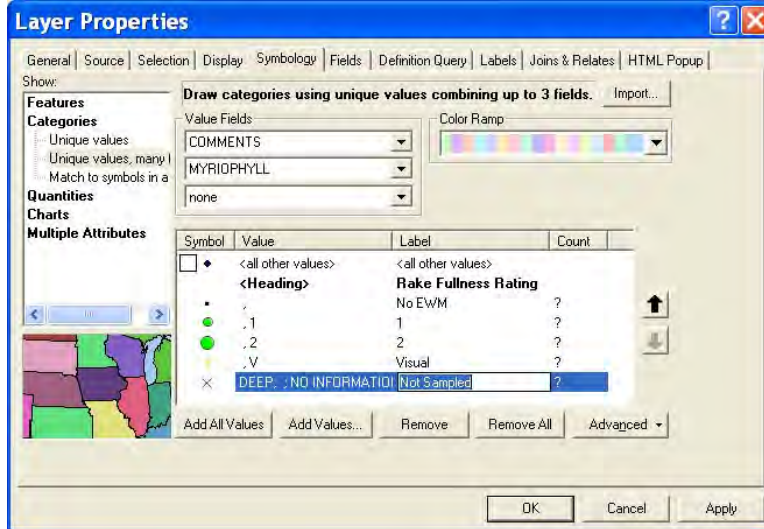 Layer Properties
General Source Selection Display Symbology Fields Definition Query Labels Joins & Relates HTML Popup
Show:
Features
Categories
Unique values
Unique values, many
Match to symbols in a
Quantities
Charts
Multiple Attributes
Draw categories using unique values combining up to 3 fields. Import...
Value Fields
COMMENTS
MYRIOPHYLL
none
Color Ramp
Symbol Value Label Count
<all other values> <all other values>
<Heading> Rake Fullness Rating
, No EWM ?
, 1 1 ?
, 2 2 ?
, V Visual ?
DEEP, ; NO INFORMATIO Not Sampled ?
Add All Values Add Values... Remove Remove All Advanced
OK Cancel Apply